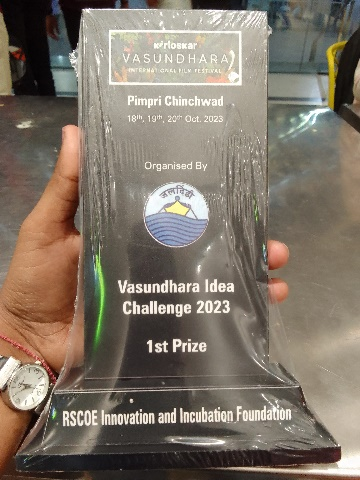 Kirloskar
VASUNDHARA
INTERNATIONAL FILM FESTIVAL
Pimpri Chinchwad
18th, 19th, 20th Oct. 2023
Organised By
जलदिंडी
Vasundhara Idea
Challenge 2023
1st Prize
RSCOE Innovation and Incubation Foundation